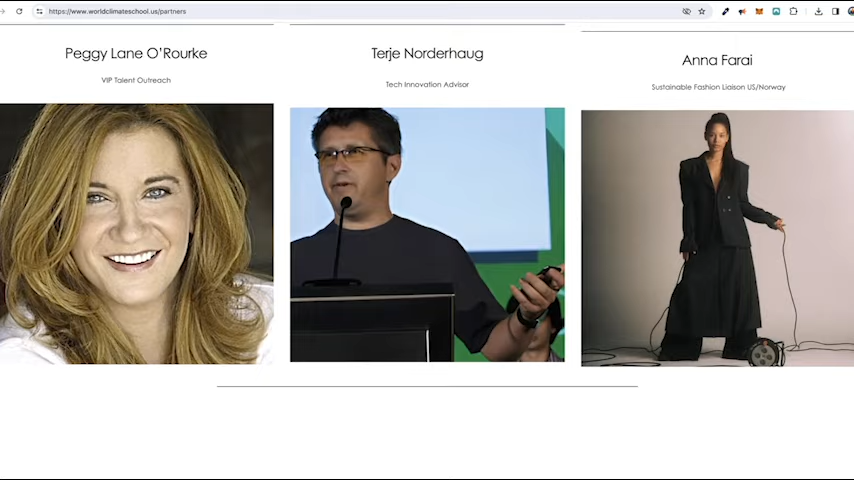 https://www.worldclimateschool.us/partners
Peggy Lane O'Rourke
VIP Talent Outreach
Terje Norderhaug
Tech Innovation Advisor
Anna Farai
Sustainable Fashion Liaison US/Norway